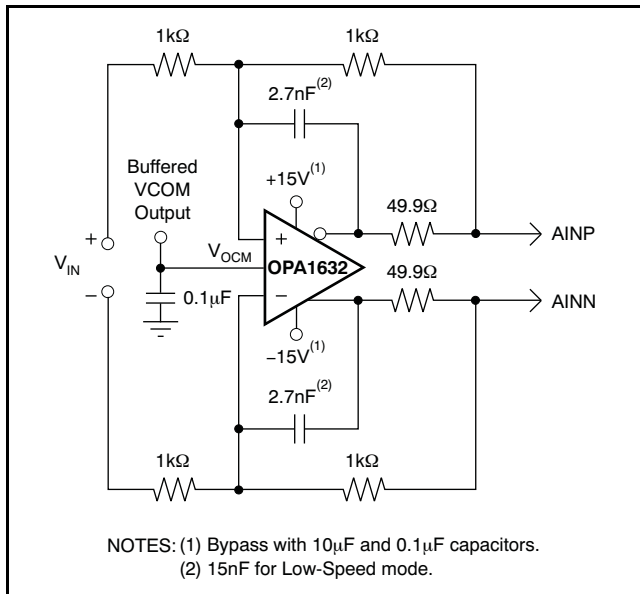 1kΩ
1kΩ
2.7nF(2)
Buffered
VCOM
Output
+15V(1)
49.9Ω
AINP
+
VIN
−
VOCM
+
OPA1632
−
49.9Ω
AINN
0.1μF
−15V(1)
2.7nF(2)
1kΩ
1kΩ
NOTES: (1) Bypass with 10μF and 0.1μF capacitors.
(2) 15nF for Low-Speed mode.